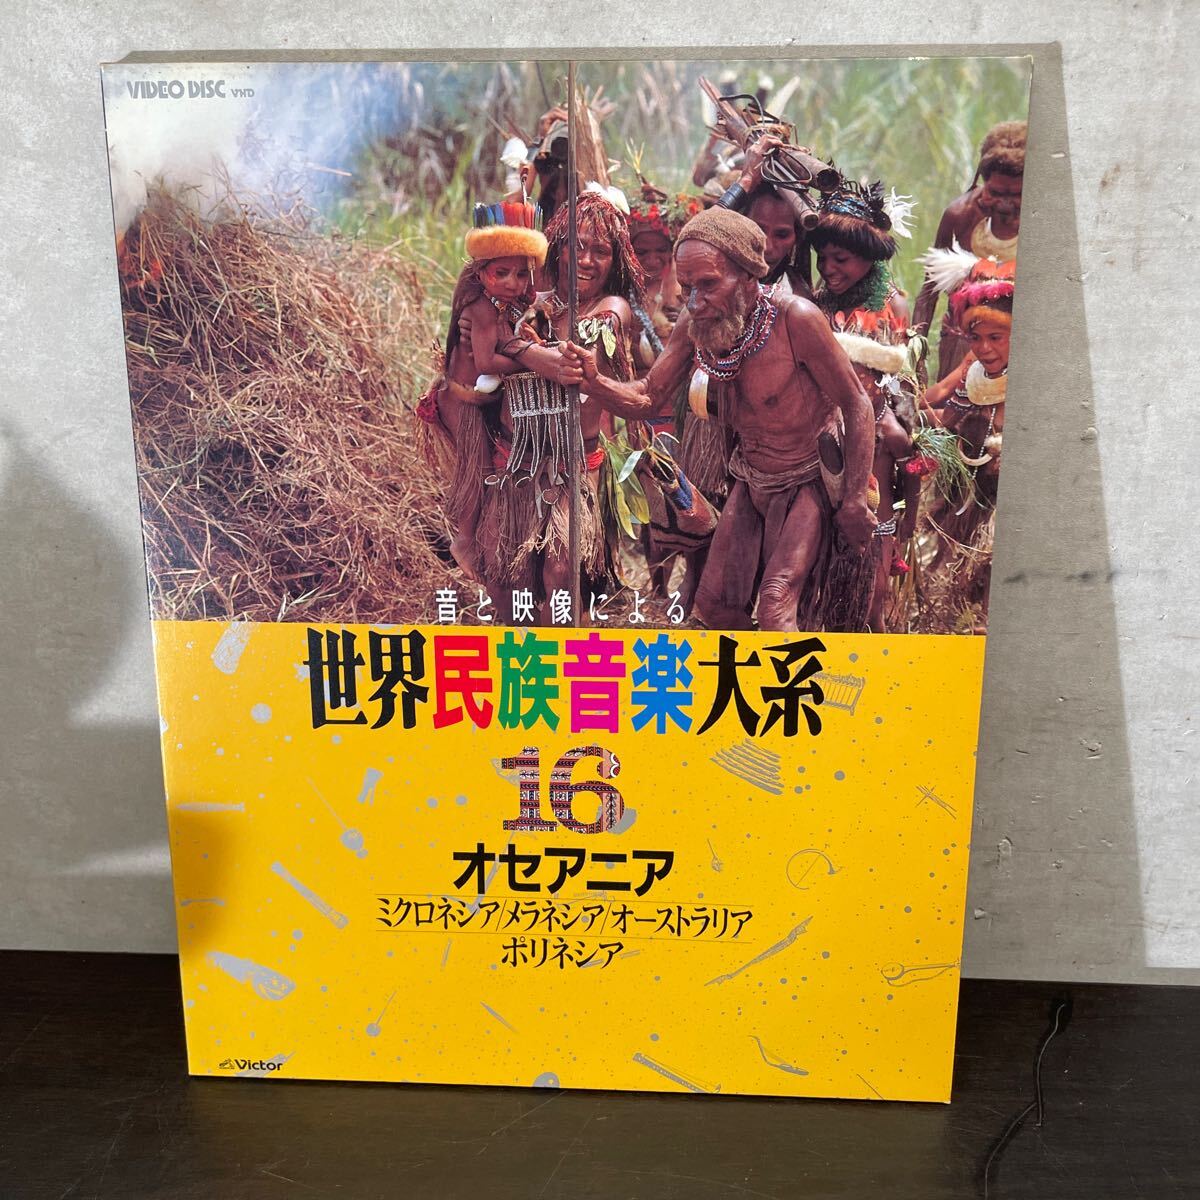 VIDEO DISC VHD
音と映像による
世界民族音楽大系
16
オセアニア
ミクロネシア/メラネシア/オーストラリア
ポリネシア
Victor